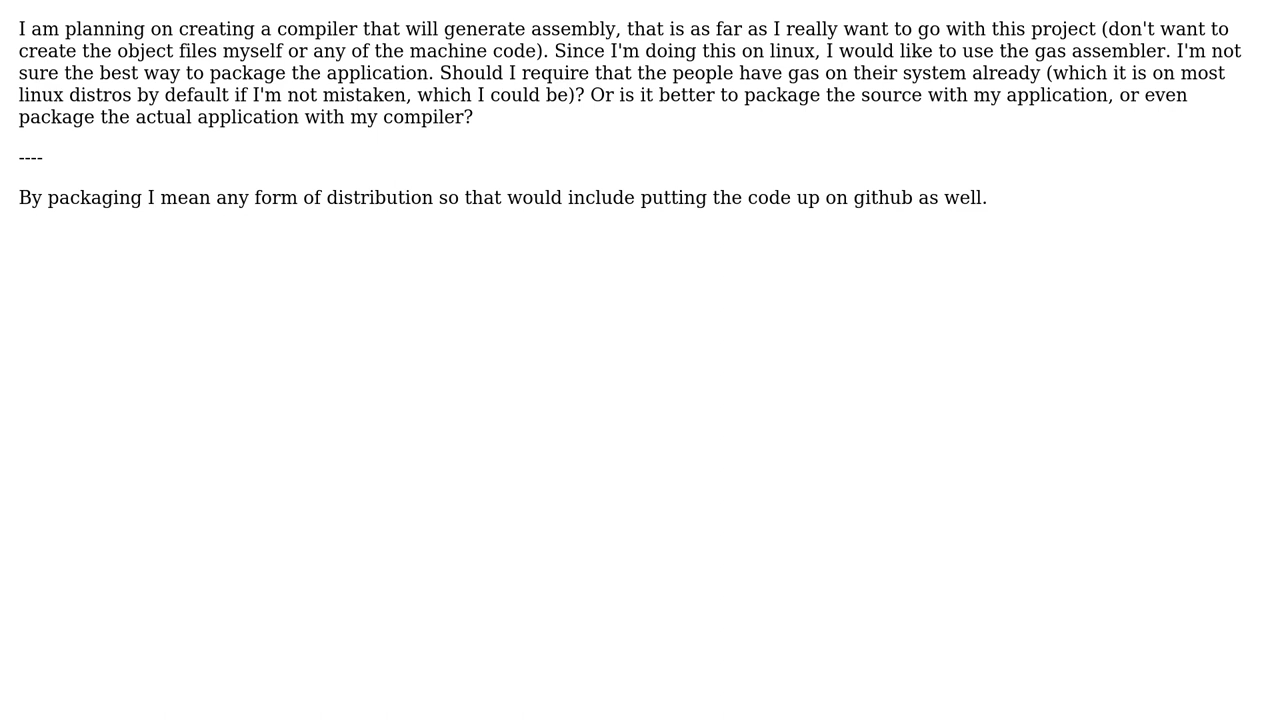 I am planning on creating a compiler that will generate assembly, that is as far as I really want to go with this project (don't want to
create the object files myself or any of the machine code). Since I'm doing this on linux, I would like to use the gas assembler. I'm not
sure the best way to package the application. Should I require that the people have gas on their system already (which it is on most
linux distros by default if I'm not mistaken, which I could be)? Or is it better to package the source with my application, or even
package the actual application with my compiler?
----
By packaging I mean any form of distribution so that would include putting the code up on github as well.